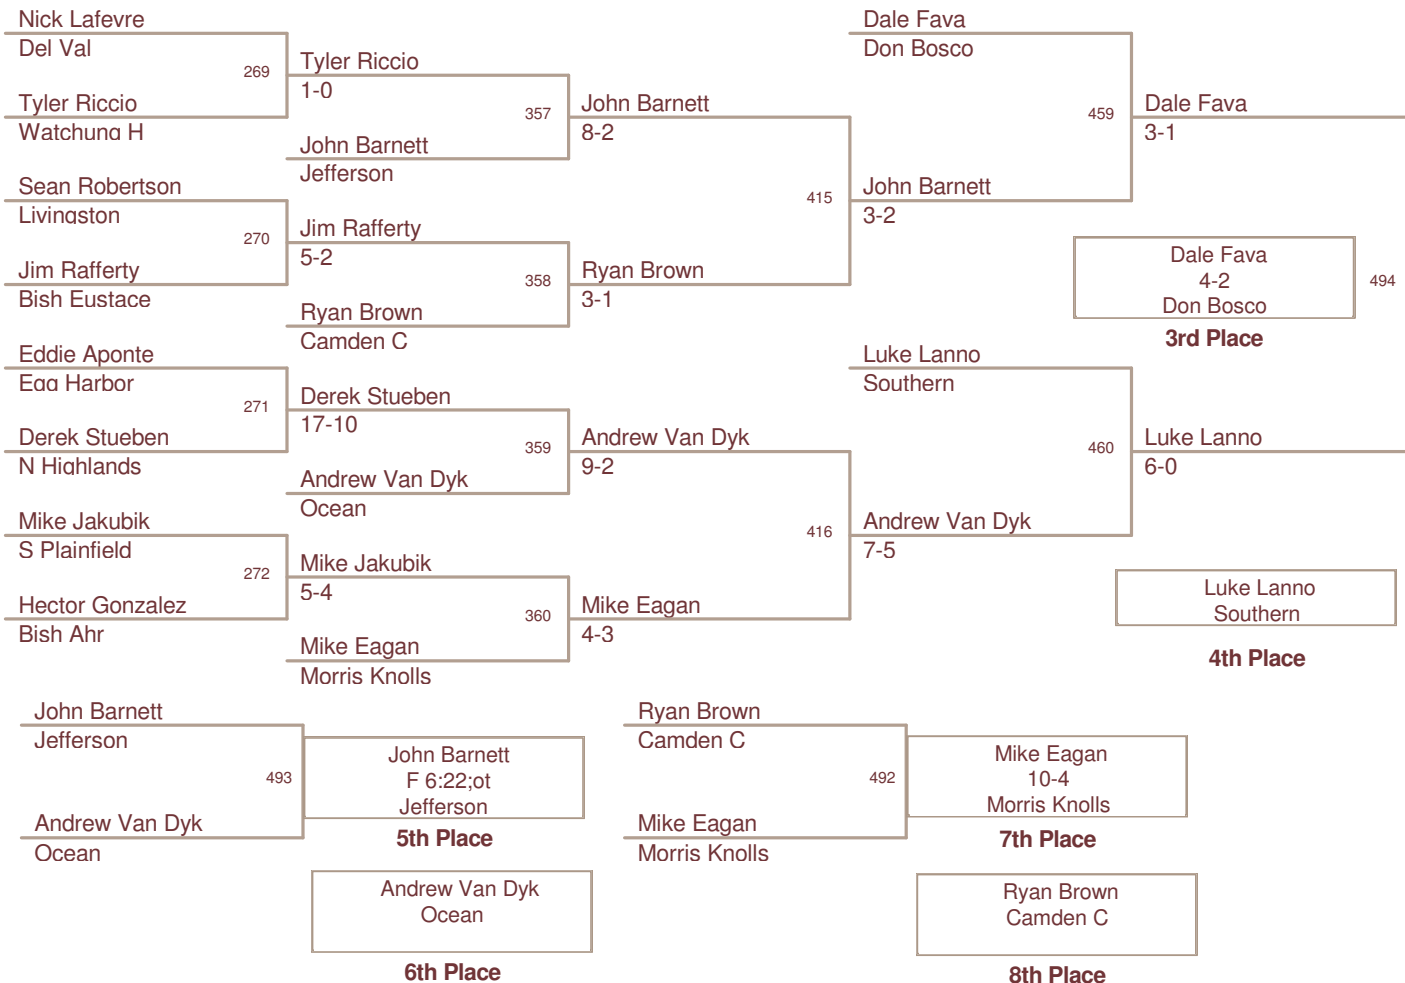 Nick Lafevre
Del Val
269
Tyler Riccio
Watchung H
Tyler Riccio
1-0
357
John Barnett
Jefferson
John Barnett
8-2
Sean Robertson
Livingston
270
Jim Rafferty
Bish Eustace
Jim Rafferty
5-2
358
Ryan Brown
Camden C
Ryan Brown
3-1
415
John Barnett
3-2
Dale Fava
Don Bosco
459
Dale Fava
3-1
Dale Fava
4-2
Don Bosco
494
3rd Place
Eddie Aponte
Egg Harbor
271
Derek Stueben
N Highlands
Derek Stueben
17-10
359
Andrew Van Dyk
Ocean
Andrew Van Dyk
9-2
Mike Jakubik
S Plainfield
272
Hector Gonzalez
Bish Ahr
Mike Jakubik
5-4
360
Mike Eagan
Morris Knolls
Mike Eagan
4-3
416
Andrew Van Dyk
7-5
Luke Lanno
Southern
460
Luke Lanno
6-0
Luke Lanno
Southern
4th Place
John Barnett
Jefferson
493
Andrew Van Dyk
Ocean
John Barnett
F 6:22;ot
Jefferson
5th Place
Andrew Van Dyk
Ocean
6th Place
Ryan Brown
Camden C
492
Mike Eagan
Morris Knolls
Mike Eagan
10-4
Morris Knolls
7th Place
Ryan Brown
Camden C
8th Place